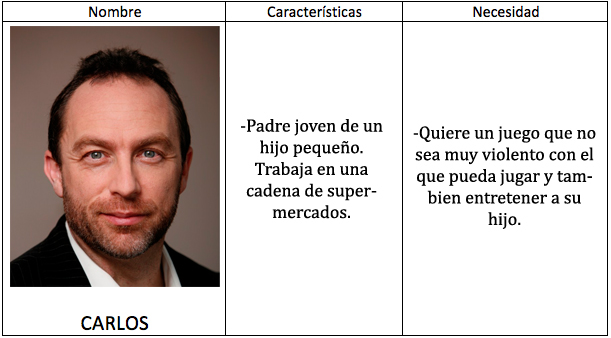 Nombre
Características
Necesidad
-Padre joven de un
hijo pequeño.
Trabaja en una
cadena de super-
mercados.
-Quiere un juego que no
sea muy violento con el
que pueda jugar y tam-
bien entretener a su
hijo.
CARLOS